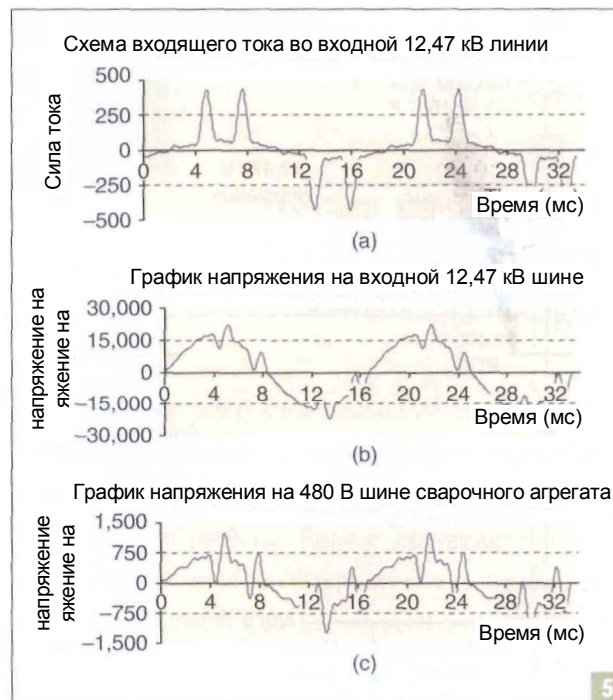 Схема входящего тока во входной 12,47 кВ линии
Сила тока
500
250
0
−250
−500
0 4 8 12 16 20 24 28 32
Время (мс)
(a)
График напряжения на входной 12,47 кВ шине
напряжение на
яжение на
30,000
15,000
0
−15,000
−30,000
4 8 12 16 20 24 28 32
Время (мс)
(b)
График напряжения на 480 В шине сварочного агрегата
напряжение
яжение на
1,500
750
0
−750
−1,500
0 4 8 12 16 20 24 28 32
Время (мс)
(c)
5